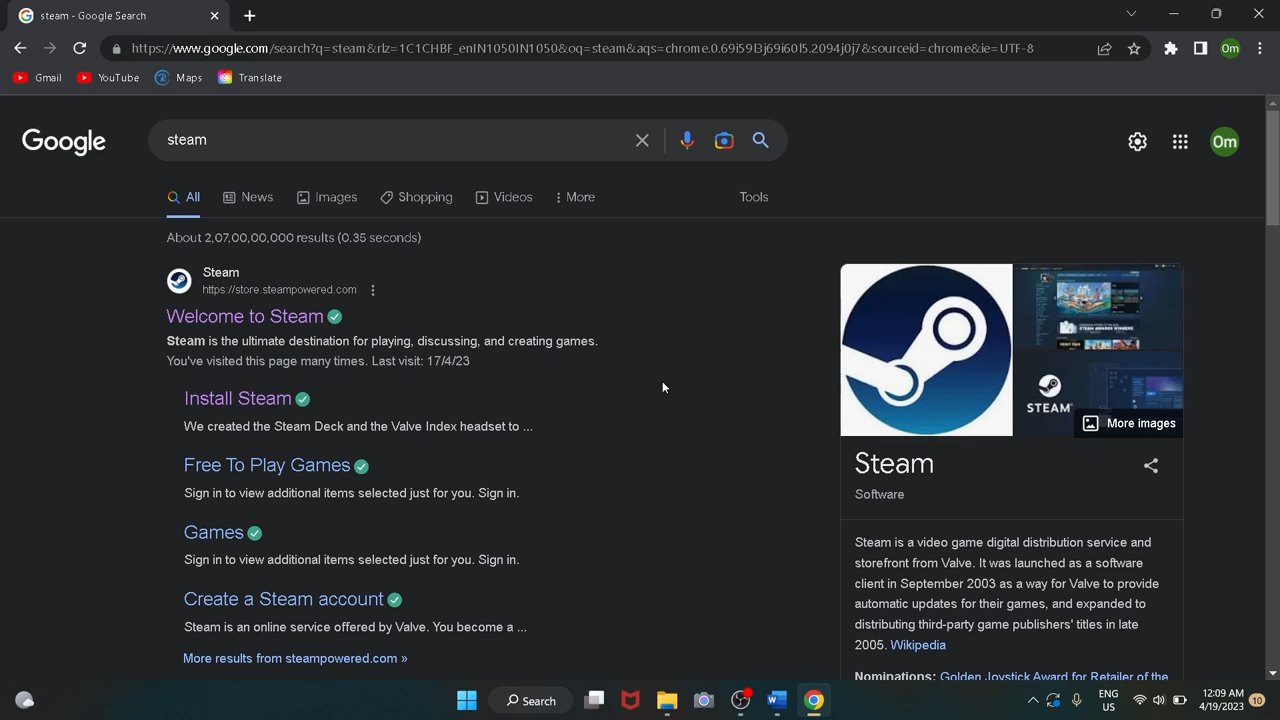 steam - Google Search
https://www.google.com/search?q=steam&rlz=1C1CHBF_enIN1050IN1050&oq=steam&aqs=chrome.0.69i59l3j69i60l5.2094j0j7&sourceid=chrome&ie=UTF-8
Om
Gmail
YouTube
Maps
Translate
Google
steam
Om
All
News
Images
Shopping
Videos
More
Tools
About 2,07,00,00,000 results (0.35 seconds)
Steam
https://store.steampowered.com
Welcome to Steam
Steam is the ultimate destination for playing, discussing, and creating games.
You've visited this page many times. Last visit: 17/4/23
Install Steam
We created the Steam Deck and the Valve Index headset to ...
Free To Play Games
Sign in to view additional items selected just for you. Sign in.
Games
Sign in to view additional items selected just for you. Sign in.
Create a Steam account
Steam is an online service offered by Valve. You become a ...
More results from steampowered.com »
STEAM
More images
Steam
Software
Steam is a video game digital distribution service and
storefront from Valve. It was launched as a software
client in September 2003 as a way for Valve to provide
automatic updates for their games, and expanded to
distributing third-party game publishers' titles in late
2005. Wikipedia
Nominations: Golden Joystick Award for Retailer of the
Search
ENG
US
12:09 AM
4/19/2023
10